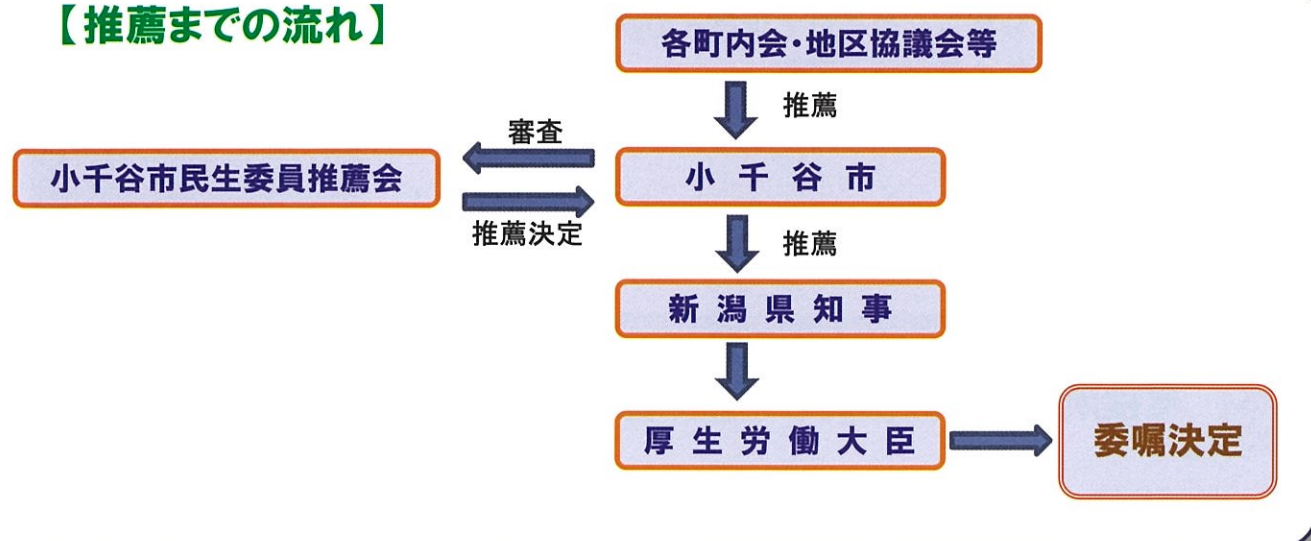 【推薦までの流れ】
各町内会・地区協議会等
推薦
審査
小千谷市民生委員推薦会
小千谷市
推薦決定
推薦
新潟県知事
厚生労働大臣
委嘱決定